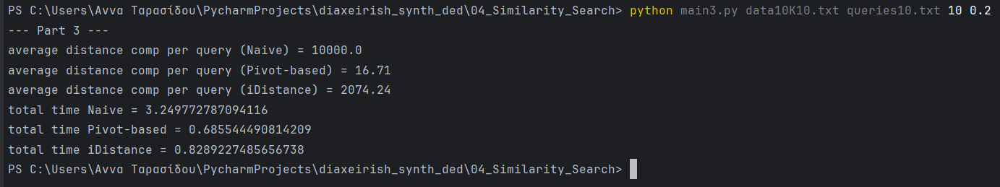 PS C:\Users\Αννα Ταρασίδου\PycharmProjects\diaxeirish_synth_ded\04_Similarity_Search> python main3.py data10K10.txt queries10.txt 10 0.2
--- Part 3 ---
average distance comp per query (Naive) = 10000.0
average distance comp per query (Pivot-based) = 16.71
average distance comp per query (iDistance) = 2074.24
total time Naive = 3.249772787094116
total time Pivot-based = 0.685544490814209
total time iDistance = 0.8289227485656738
PS C:\Users\Αννα Ταρασίδου\PycharmProjects\diaxeirish_synth_ded\04_Similarity_Search>